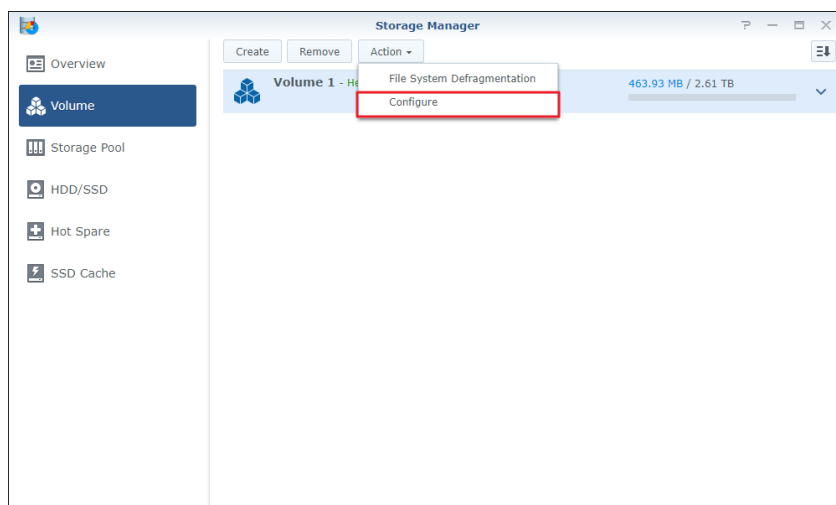 Storage Manager
Overview
Volume
Storage Pool
HDD/SSD
Hot Spare
SSD Cache
Create Remove Action
File System Defragmentation
Configure
Volume 1 - He
463.93 MB / 2.61 TB